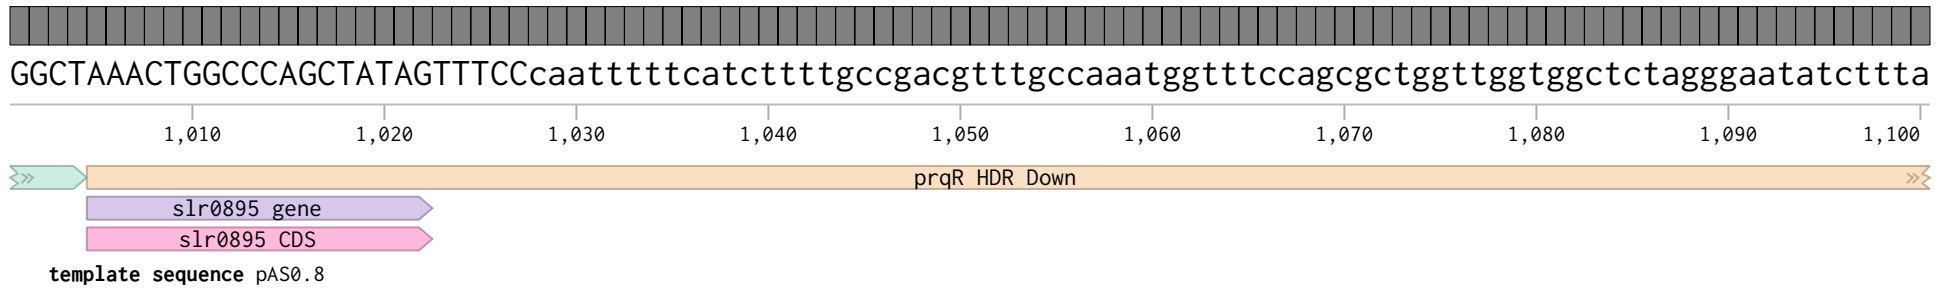 GGCTAAACTGGCCCAGCTATAGTTTCCcaatttttcatcttttgccgacgtttgccaaatggtttccagcgctggttggtggctctagggaatatcttta
1,010 1,020 1,030 1,040 1,050 1,060 1,070 1,080 1,090 1,100
prqR HDR Down
slr0895 gene
slr0895 CDS
template sequence pAS0.8